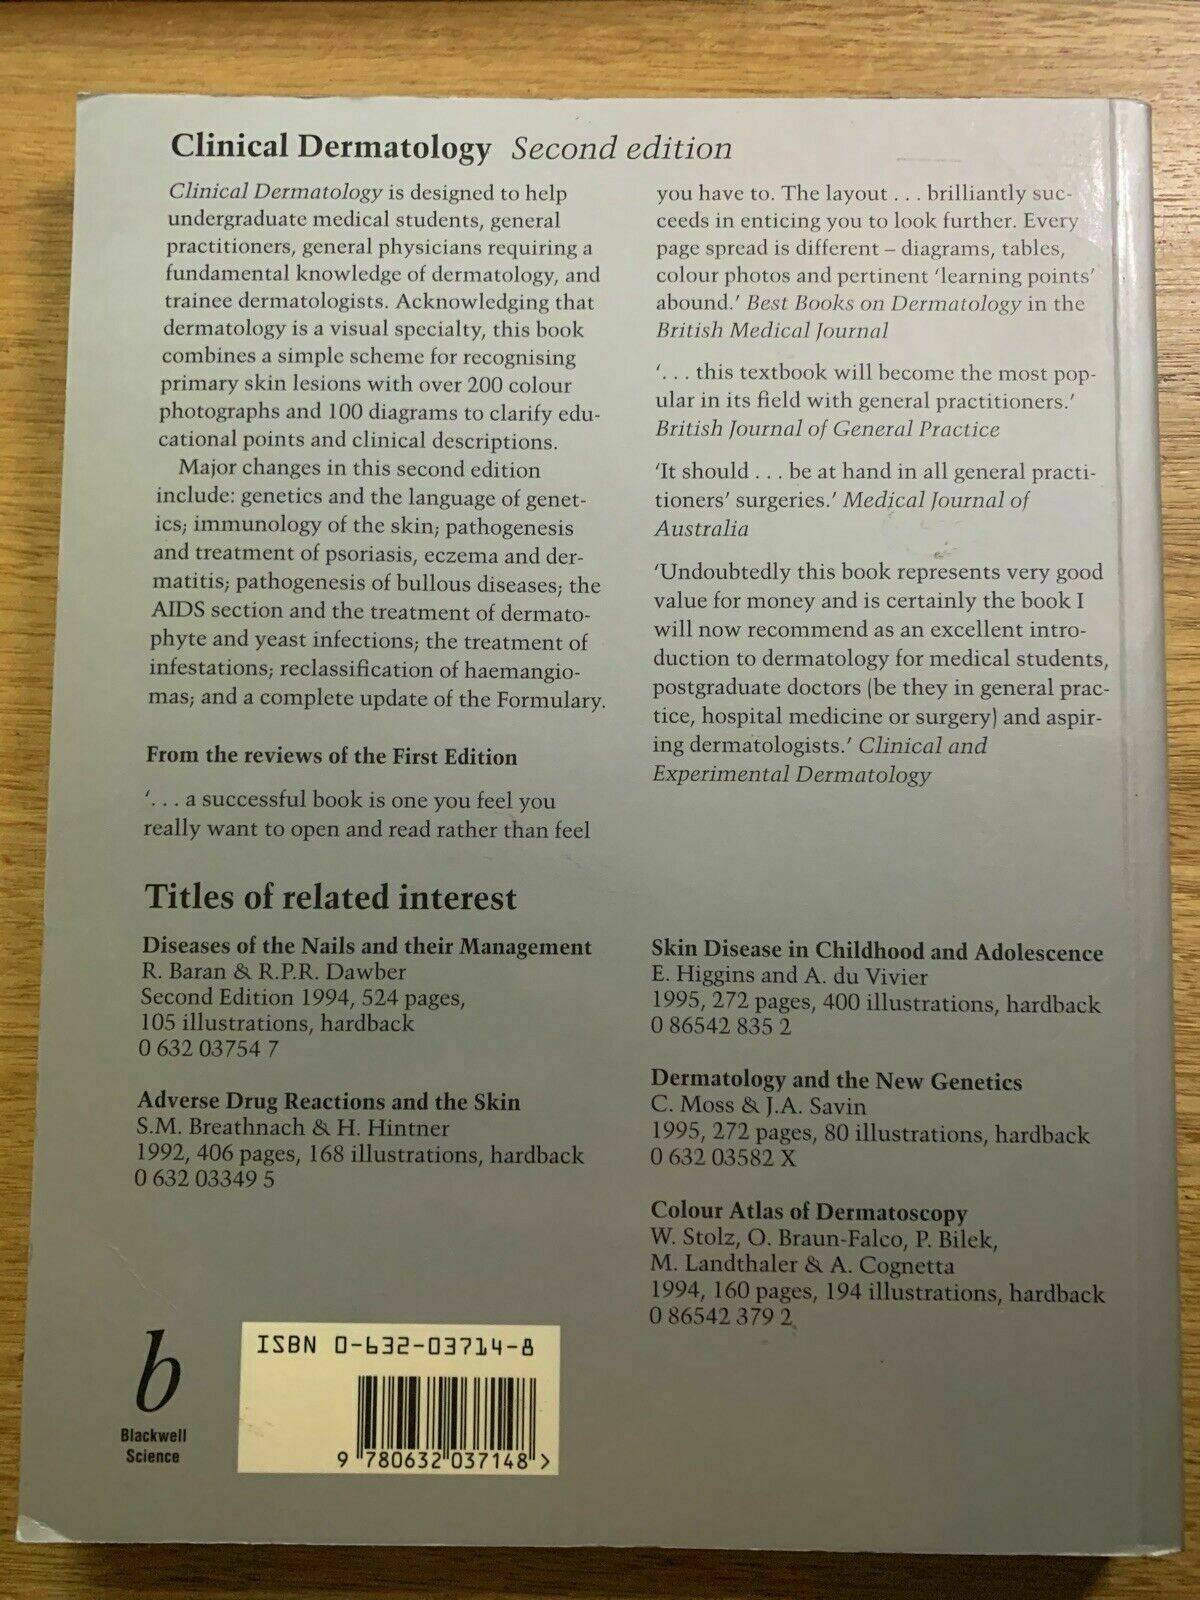 Clinical Dermatology Second edition
Clinical Dermatology is designed to help
undergraduate medical students, general
practitioners, general physicians requiring a
fundamental knowledge of dermatology, and
trainee dermatologists. Acknowledging that
dermatology is a visual specialty, this book
combines a simple scheme for recognising
primary skin lesions with over 200 colour
photographs and 100 diagrams to clarify edu-
cational points and clinical descriptions.
Major changes in this second edition
include: genetics and the language of genet-
ics; immunology of the skin; pathogenesis
and treatment of psoriasis, eczema and der-
matitis; pathogenesis of bullous diseases; the
AIDS section and the treatment of dermato-
phyte and yeast infections; the treatment of
infestations; reclassification of haemangio-
mas; and a complete update of the Formulary.
From the reviews of the First Edition
‘. . . a successful book is one you feel you
really want to open and read rather than feel
you have to. The layout . . . brilliantly suc-
ceeds in enticing you to look further. Every
page spread is different – diagrams, tables,
colour photos and pertinent ‘learning points’
abound.’ Best Books on Dermatology in the
British Medical Journal
‘. . . this textbook will become the most pop-
ular in its field with general practitioners.’
British Journal of General Practice
‘It should . . . be at hand in all general practi-
tioners’ surgeries.’ Medical Journal of
Australia
‘Undoubtedly this book represents very good
value for money and is certainly the book I
will now recommend as an excellent intro-
duction to dermatology for medical students,
postgraduate doctors (be they in general prac-
tice, hospital medicine or surgery) and aspir-
ing dermatologists.’ Clinical and
Experimental Dermatology
Titles of related interest
Diseases of the Nails and their Management
R. Baran & R.P.R. Dawber
Second Edition 1994, 524 pages,
105 illustrations, hardback
0 632 03754 7
Adverse Drug Reactions and the Skin
S.M. Breathnach & H. Hintner
1992, 406 pages, 168 illustrations, hardback
0 632 03349 5
Skin Disease in Childhood and Adolescence
E. Higgins and A. du Vivier
1995, 272 pages, 400 illustrations, hardback
0 86542 835 2
Dermatology and the New Genetics
C. Moss & J.A. Savin
1995, 272 pages, 80 illustrations, hardback
0 632 03582 X
Colour Atlas of Dermatoscopy
W. Stolz, O. Braun-Falco, P. Bilek,
M. Landthaler & A. Cognetta
1994, 160 pages, 194 illustrations, hardback
0 86542 379 2
b
Blackwell
Science
ISBN 0-632-03714-8
9 780632 037148 >